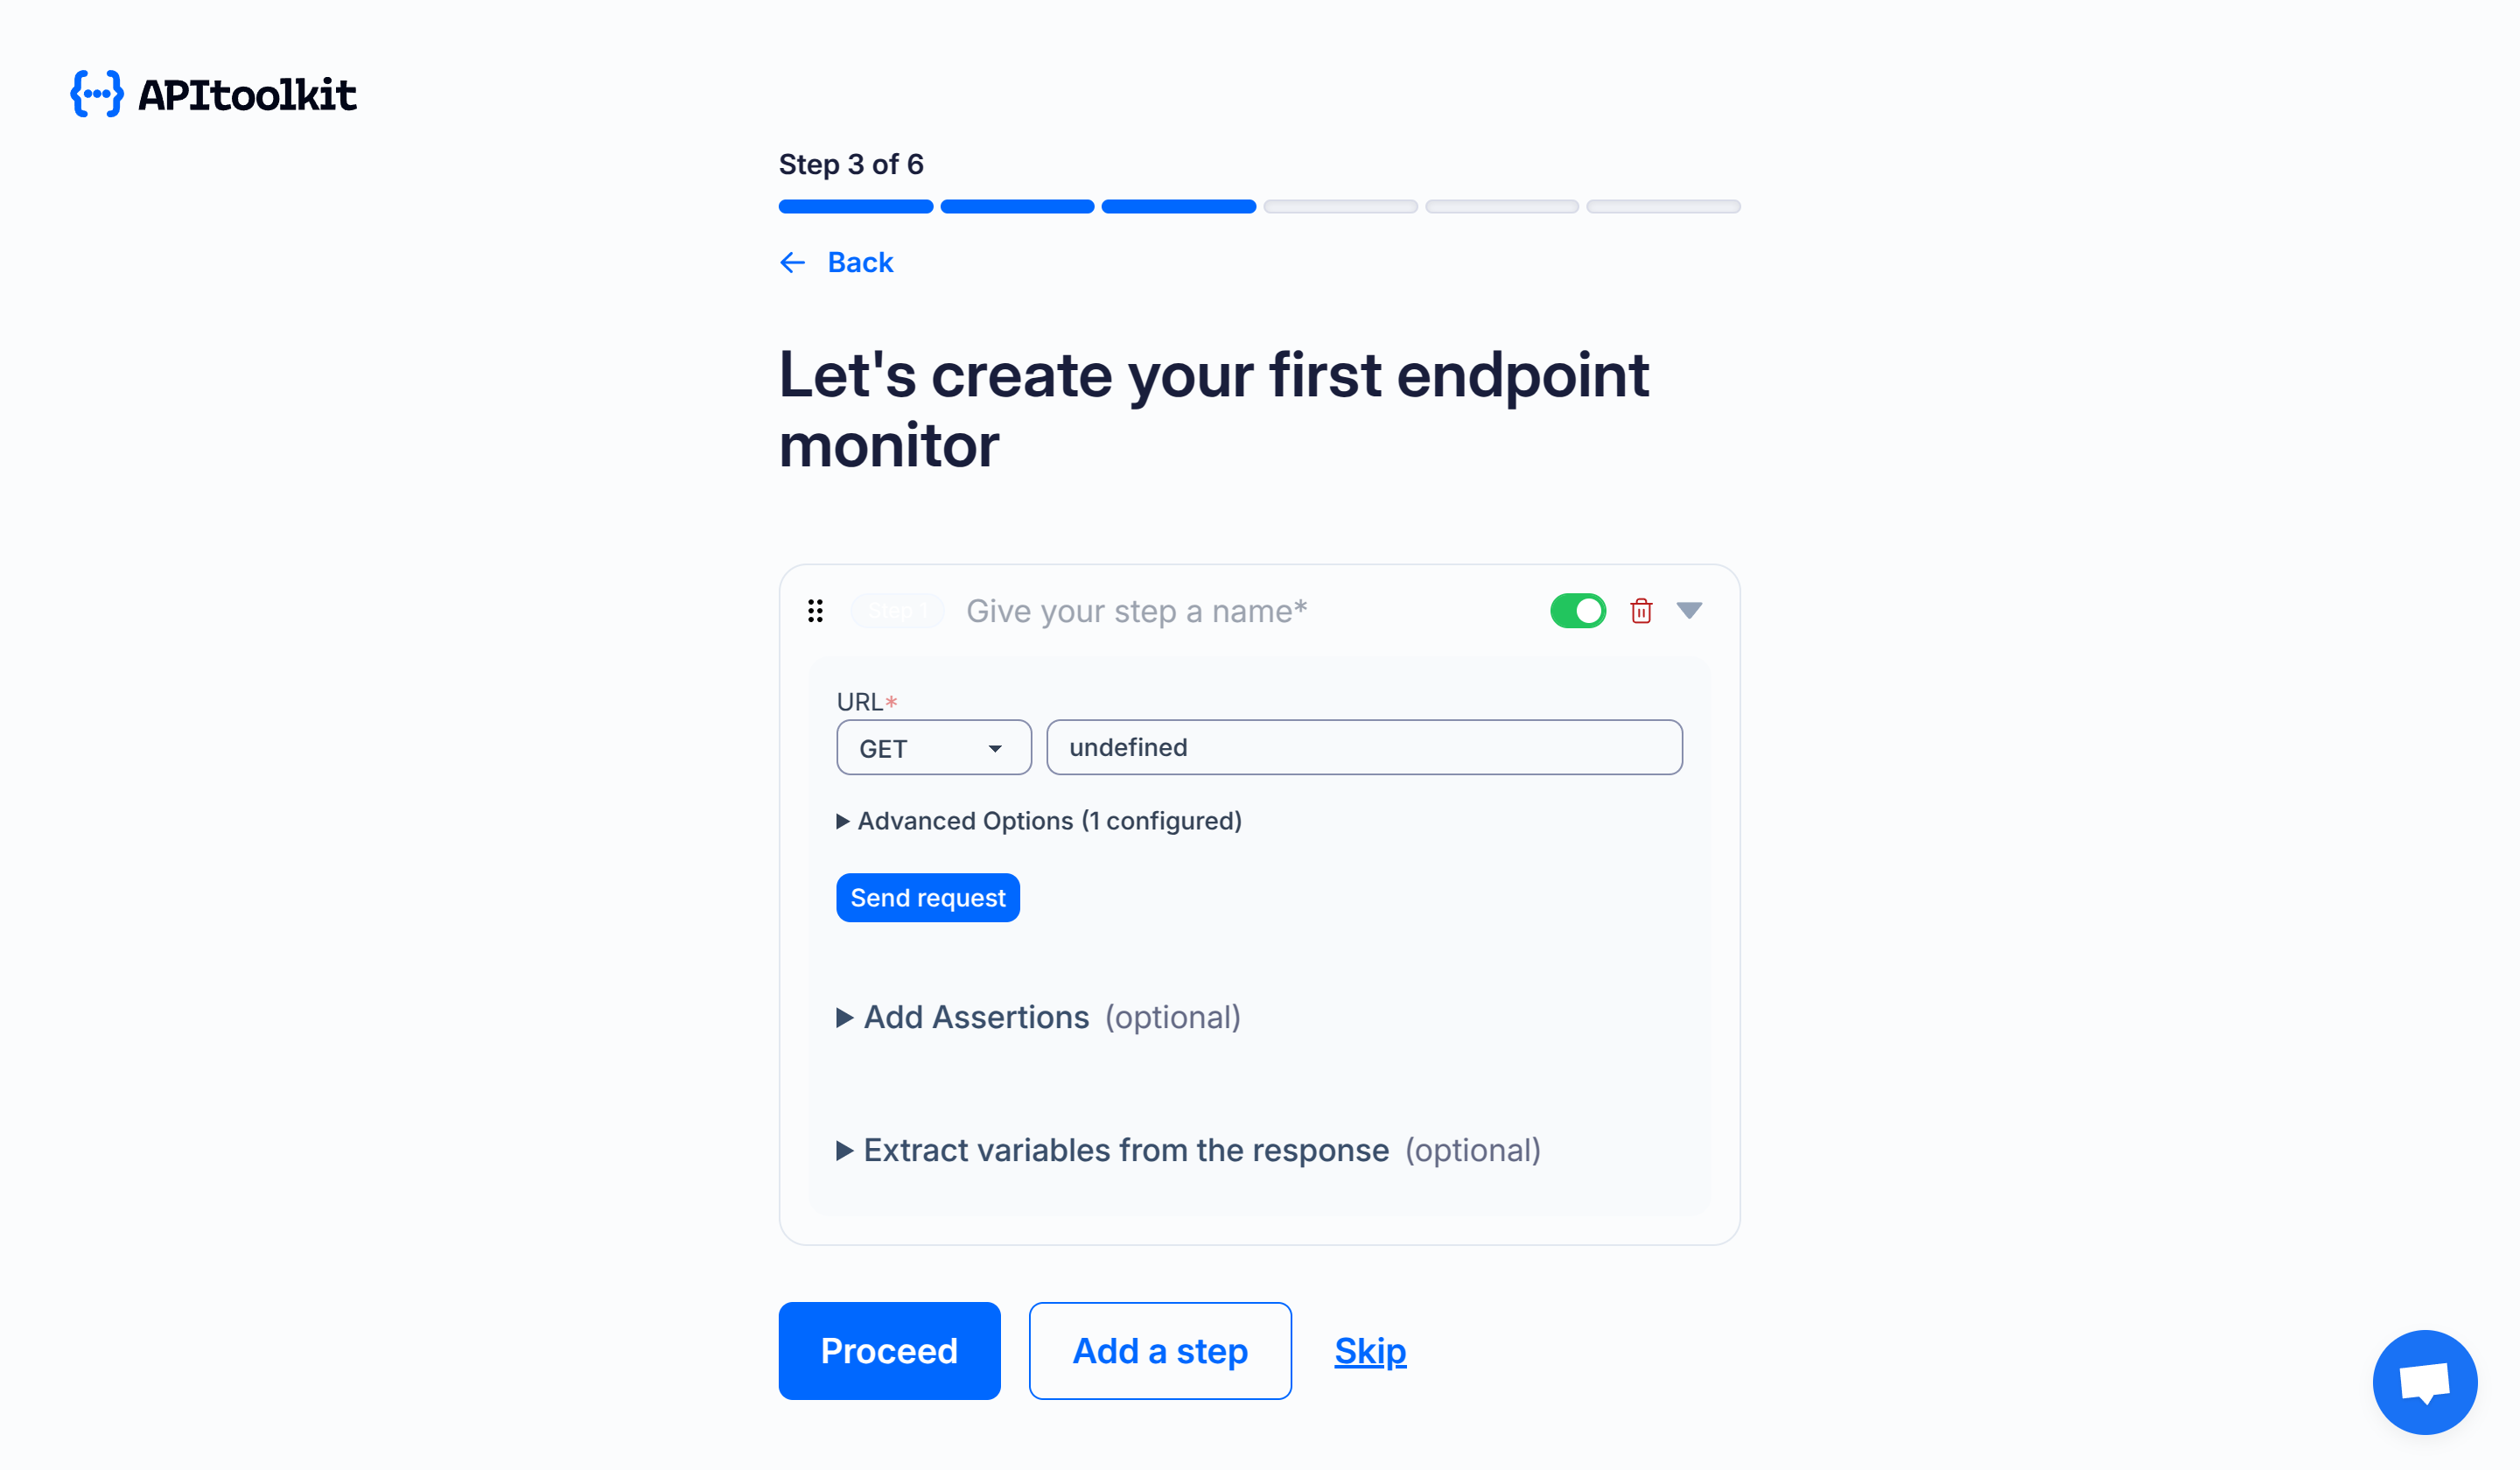 APItoolkit
Step 3 of 6
Back
Let's create your first endpoint
monitor
Step 1 Give your step a name*
URL*
GET undefined
Advanced Options (1 configured)
Send request
Add Assertions (optional)
Extract variables from the response (optional)
Proceed Add a step Skip